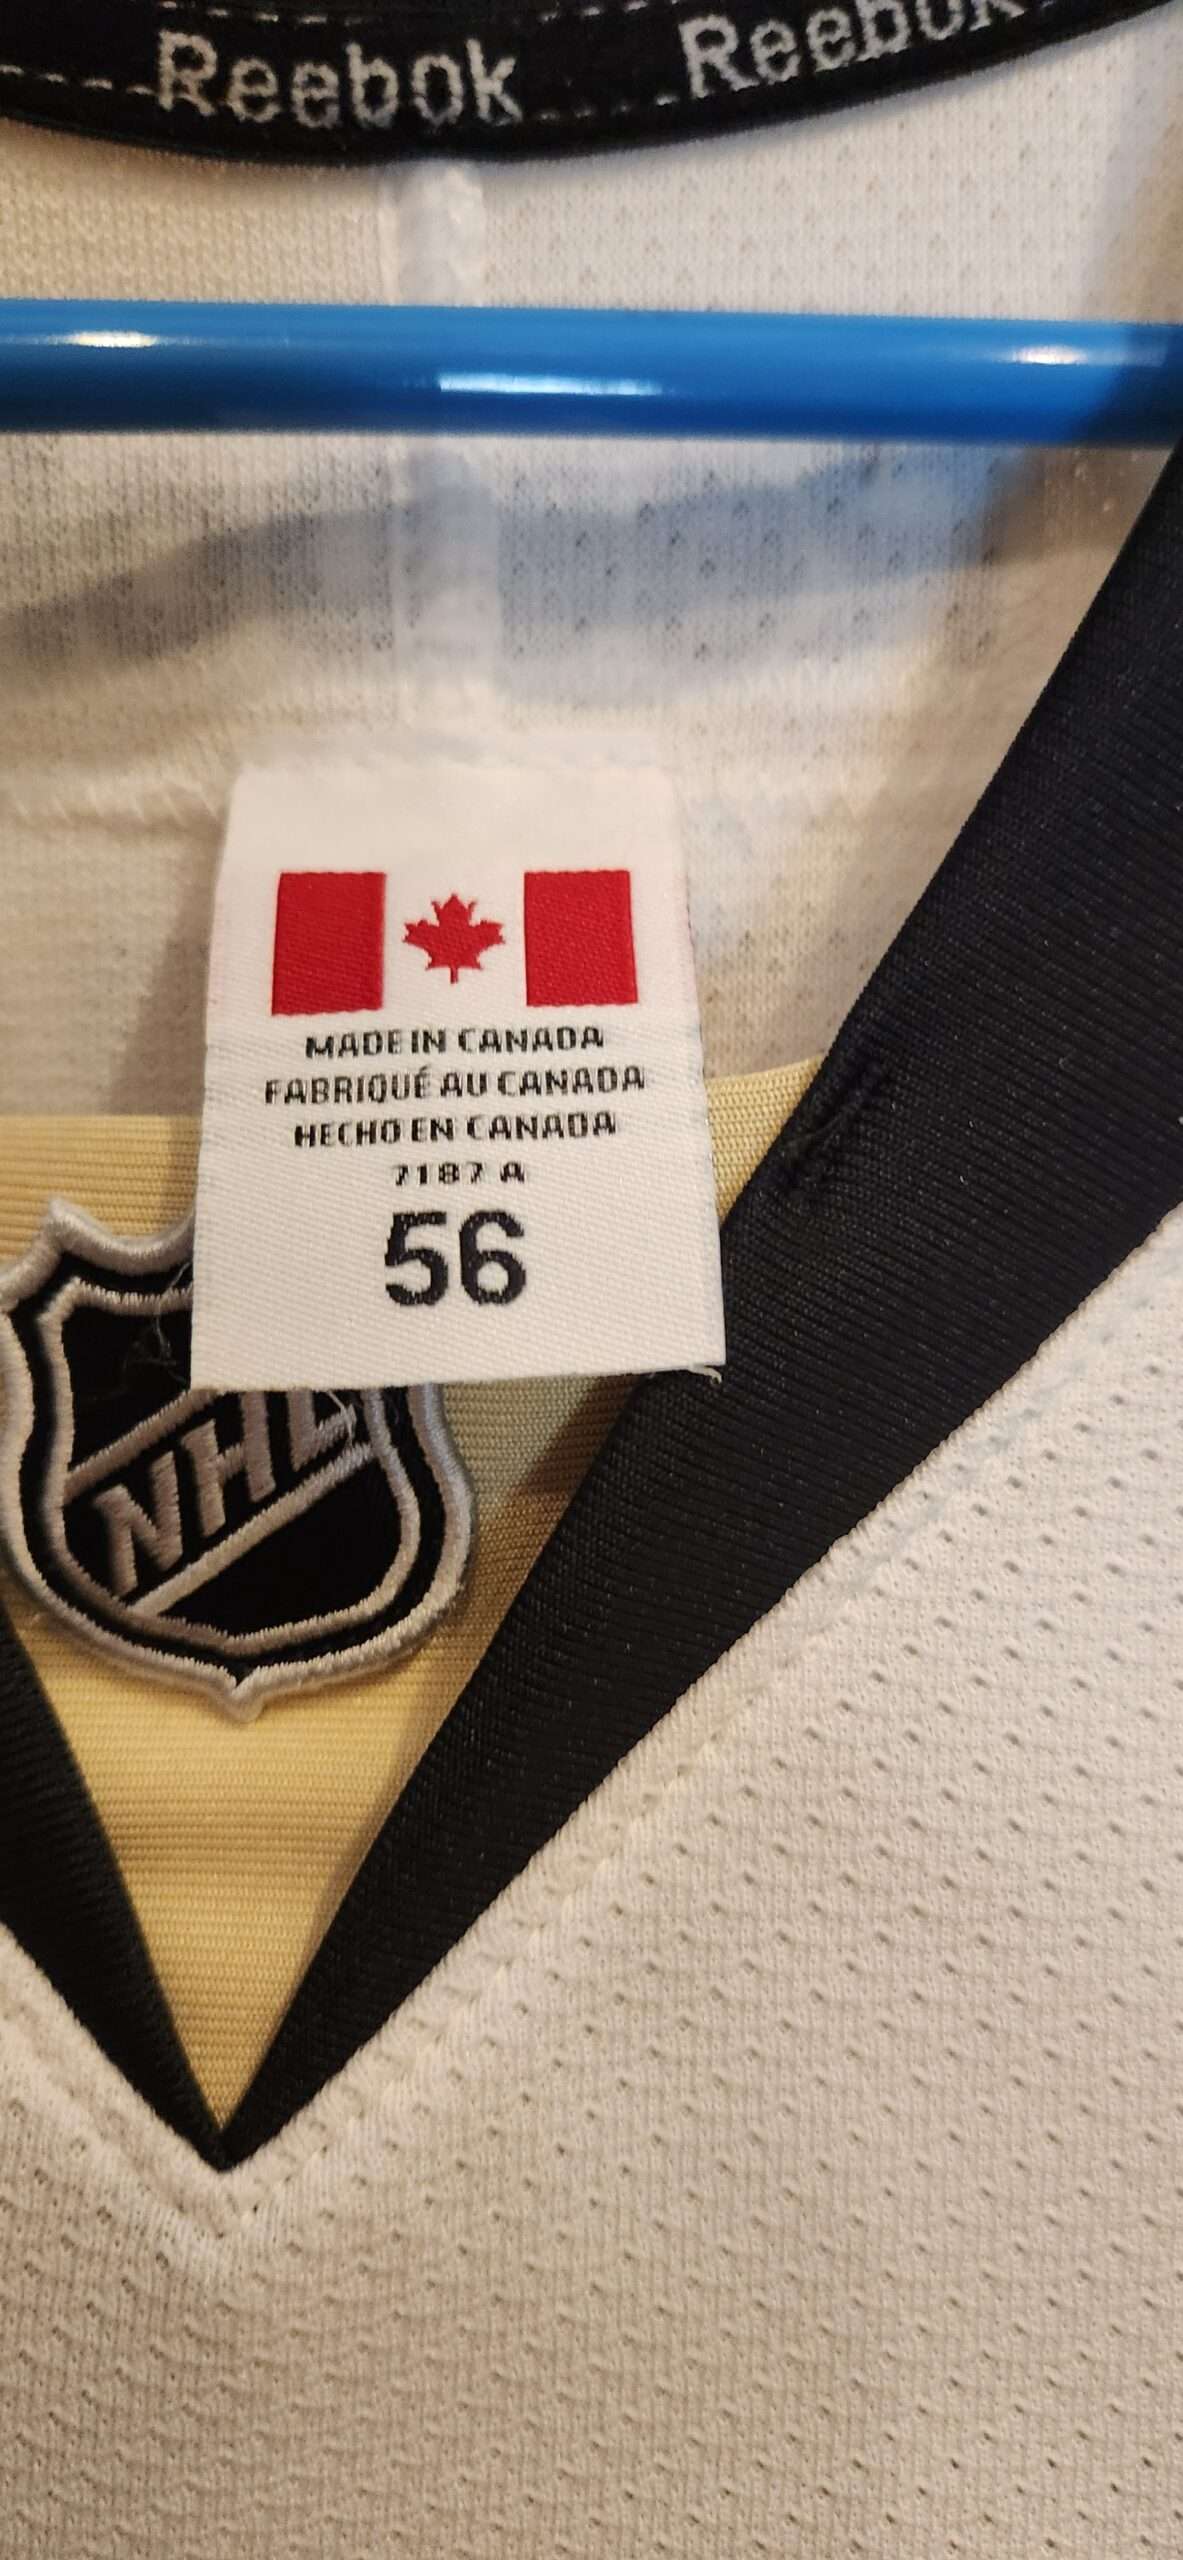 Reebok Reebok
MADE IN CANADA
FABRIQUÉ AU CANADA
HECHO EN CANADA
7187 A
56
NHL